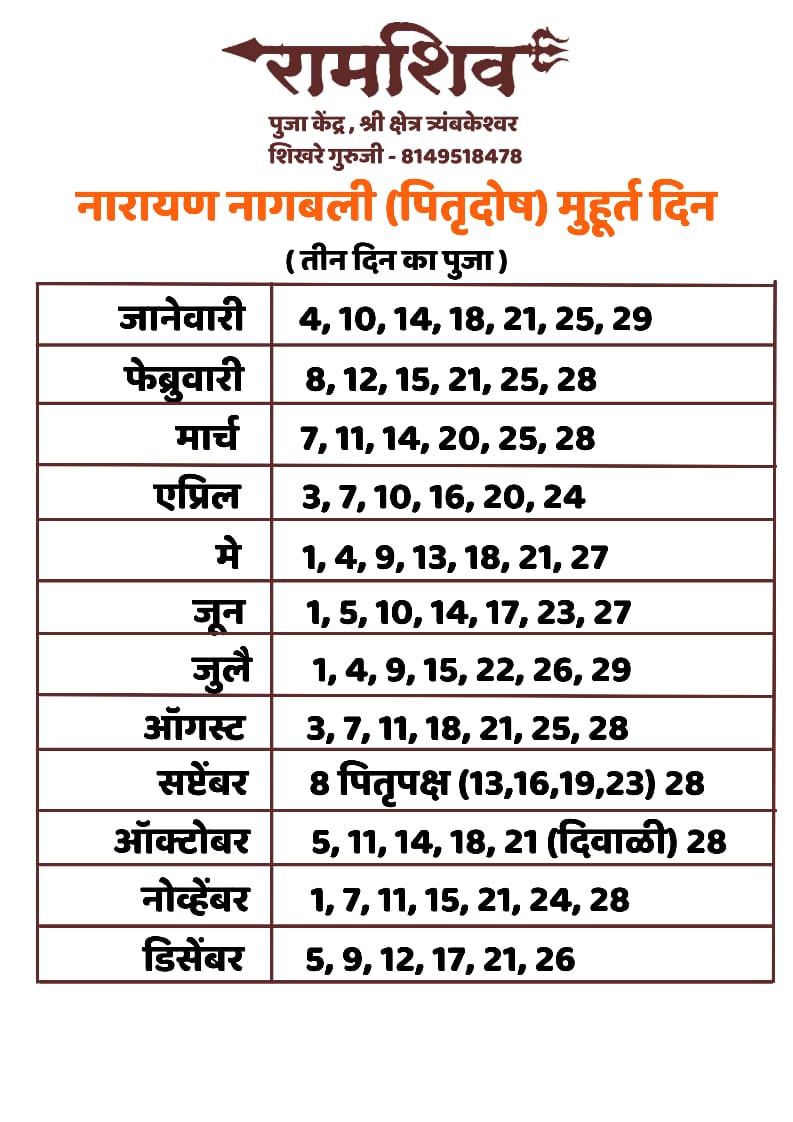 रामशिव
पुजा केंद्र , श्री क्षेत्र त्र्यंबकेश्वर
शिखरे गुरुजी - 8149518478
नारायण नागबली (पितृदोष) मुहूर्त दिन
( तीन दिन का पुजा )
जानेवारी 4, 10, 14, 18, 21, 25, 29
फेब्रुवारी 8, 12, 15, 21, 25, 28
मार्च 7, 11, 14, 20, 25, 28
एप्रिल 3, 7, 10, 16, 20, 24
मे 1, 4, 9, 13, 18, 21, 27
जून 1, 5, 10, 14, 17, 23, 27
जुलै 1, 4, 9, 15, 22, 26, 29
ऑगस्ट 3, 7, 11, 18, 21, 25, 28
सप्टेंबर 8 पितृपक्ष (13,16,19,23) 28
ऑक्टोबर 5, 11, 14, 18, 21 (दिवाळी) 28
नोव्हेंबर 1, 7, 11, 15, 21, 24, 28
डिसेंबर 5, 9, 12, 17, 21, 26